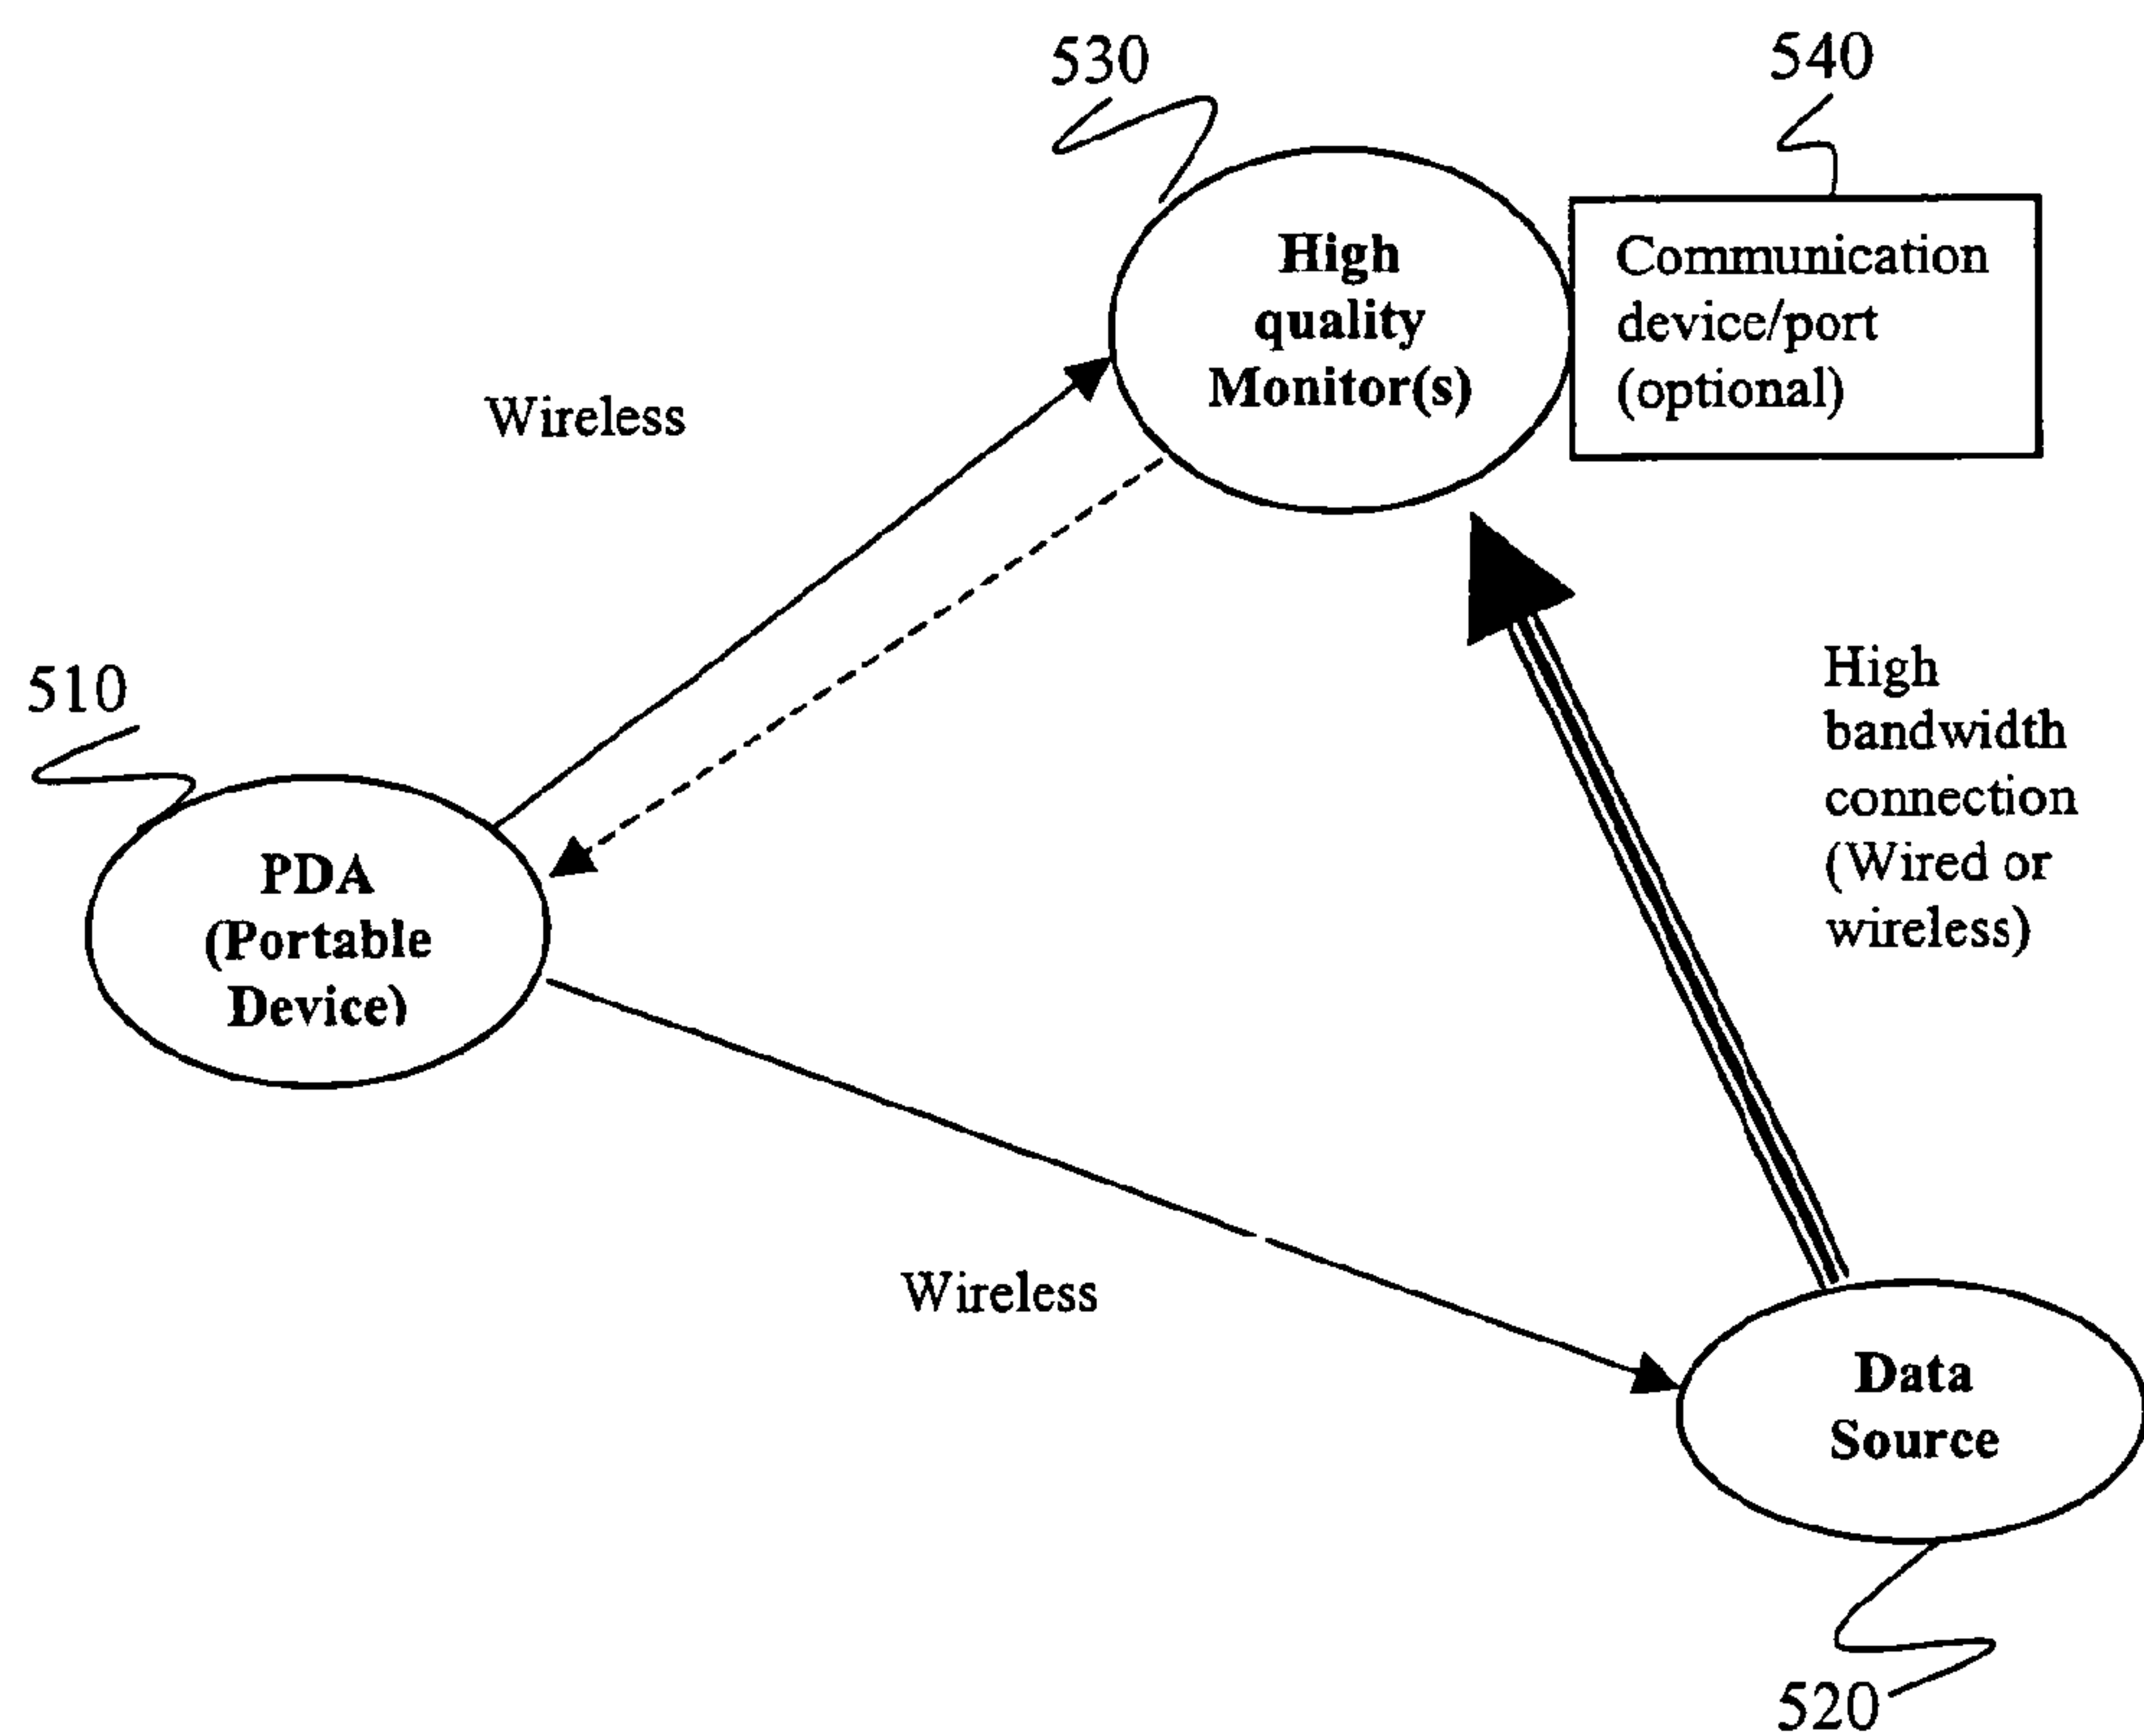 530
540
High
quality
Monitor(s)
Communication
device/port
(optional)
Wireless
510
High
bandwidth
connection
(Wired or
wireless)
PDA
(Portable
Device)
Wireless
Data
Source
520